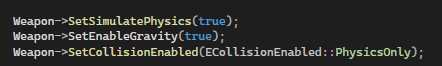 Weapon->SetSimulatePhysics(true);
Weapon->SetEnableGravity(true);
Weapon->SetCollisionEnabled(ECollisionEnabled::PhysicsOnly);